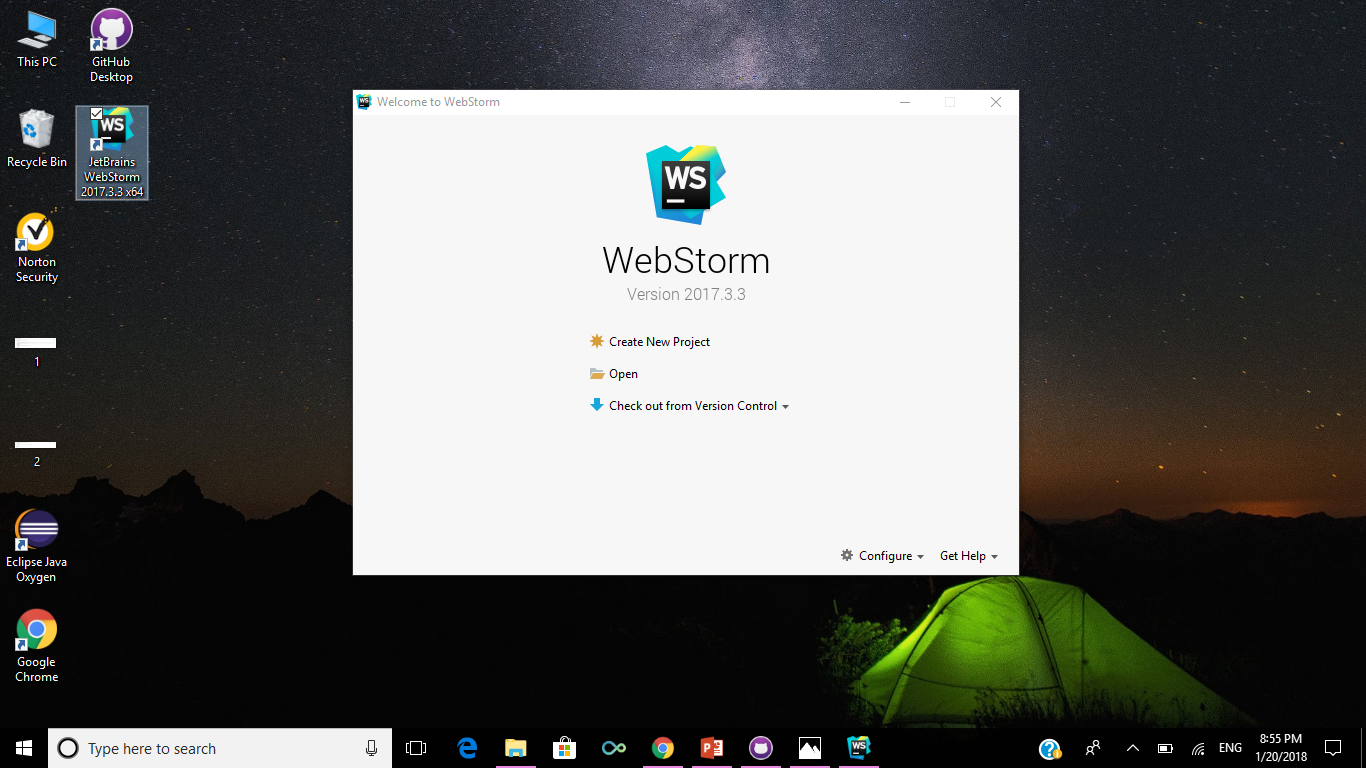 This PC
GitHub
Desktop
Recycle Bin
WS
JetBrains
WebStorm
2017.3.3 x64
Norton
Security
1
2
Eclipse Java
Oxygen
Google
Chrome
WS
Welcome to WebStorm
WS
WebStorm
Version 2017.3.3
Create New Project
Open
Check out from Version Control
Configure
Get Help
Type here to search
WS
ENG
8:55 PM
1/20/2018